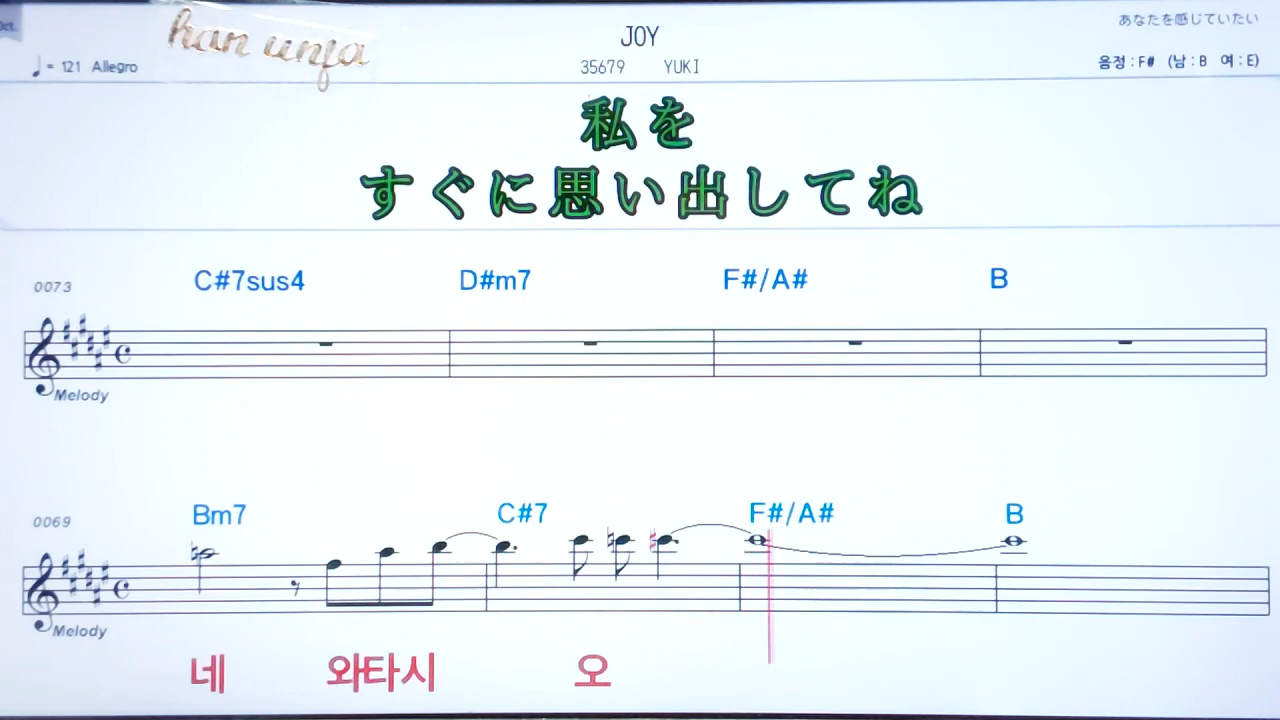 Oct.
han unfa
JOY
あなたを感じていたい
♩= 121 Allegro
35679 YUKI
음정 : F# (남 : B 여 : E)
私を
すぐに思い出してね
0073
C#7sus4 D#m7 F#/A# B
Melody
0069
Bm7 C#7 F#/A# B
Melody
네 와타시 오